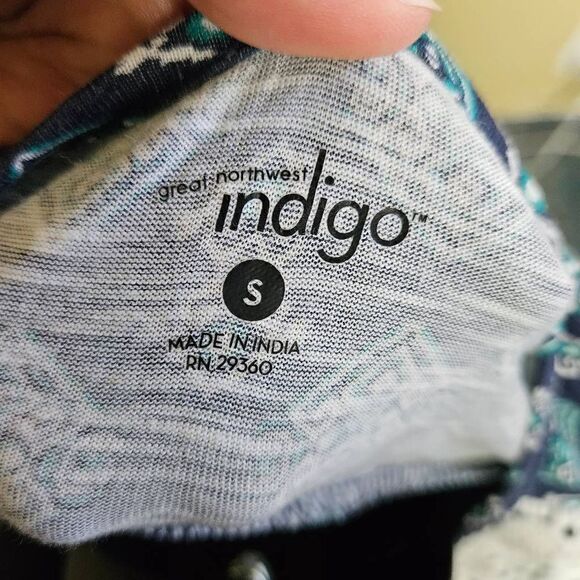 great northwest
indigo™
S
MADE IN INDIA
RN 29360